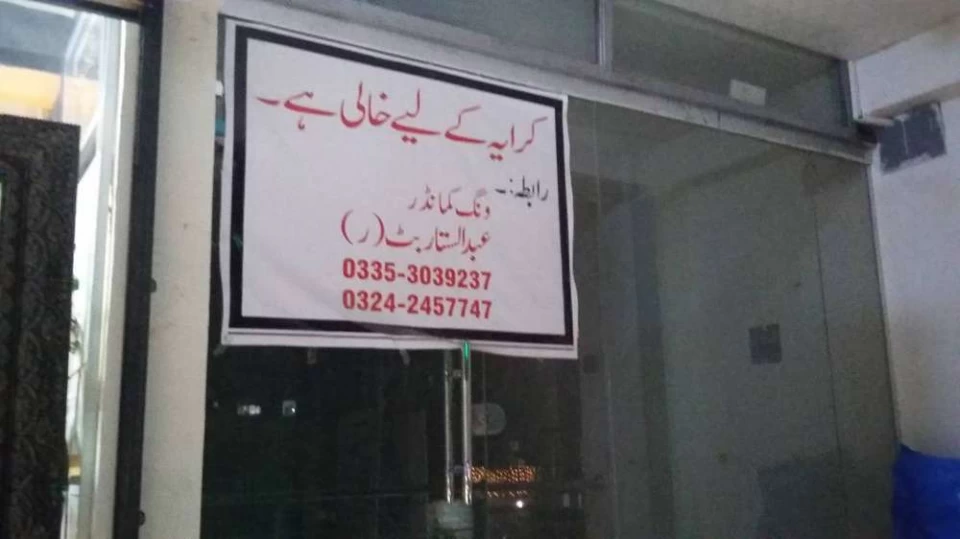 کرایہ کے لیے خالی ہے۔
رابطہ:۔
ونگ کمانڈر
عبدالستار بٹ (ر)
0335-3039237
0324-2457747